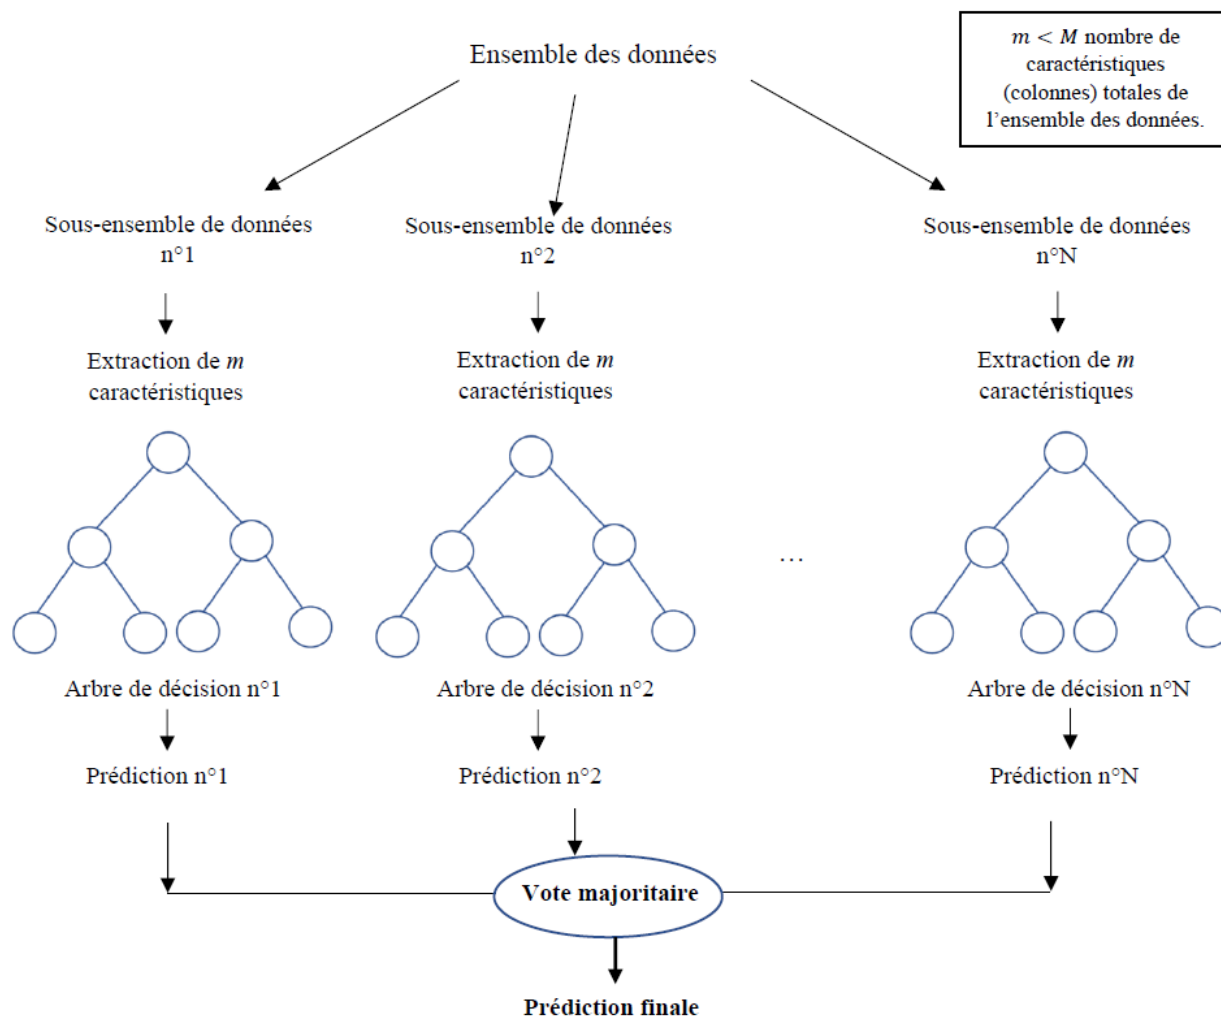 Ensemble des données
m < M nombre de
caractéristiques
(colonnes) totales de
l'ensemble des données.
Sous-ensemble de données
n°1
Sous-ensemble de données
n°2
Sous-ensemble de données
n°N
Extraction de m
caractéristiques
Extraction de m
caractéristiques
Extraction de m
caractéristiques
...
Arbre de décision n°1
Arbre de décision n°2
Arbre de décision n°N
Prédiction n°1
Prédiction n°2
Prédiction n°N
Vote majoritaire
Prédiction finale